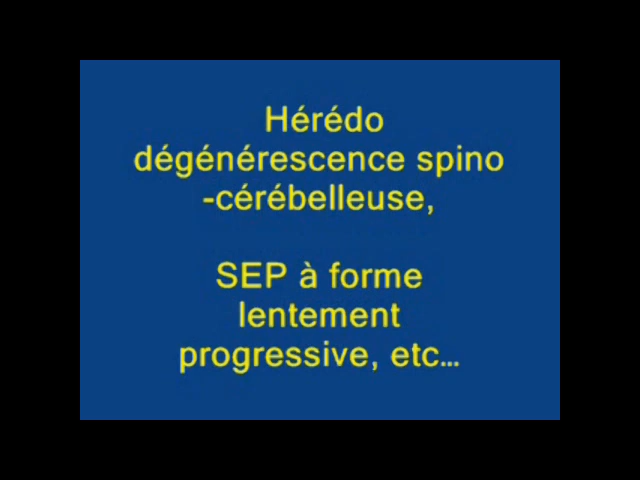 Hérédo
dégénérescence spino
-cérébelleuse,
SEP à forme
lentement
progressive, etc...